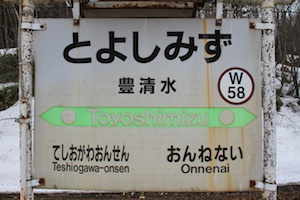 とよしみず
豊清水
W
58
Toyoshimizu
てしおがわおんせん
Teshiogawa-onsen
おんねない
Onnenai